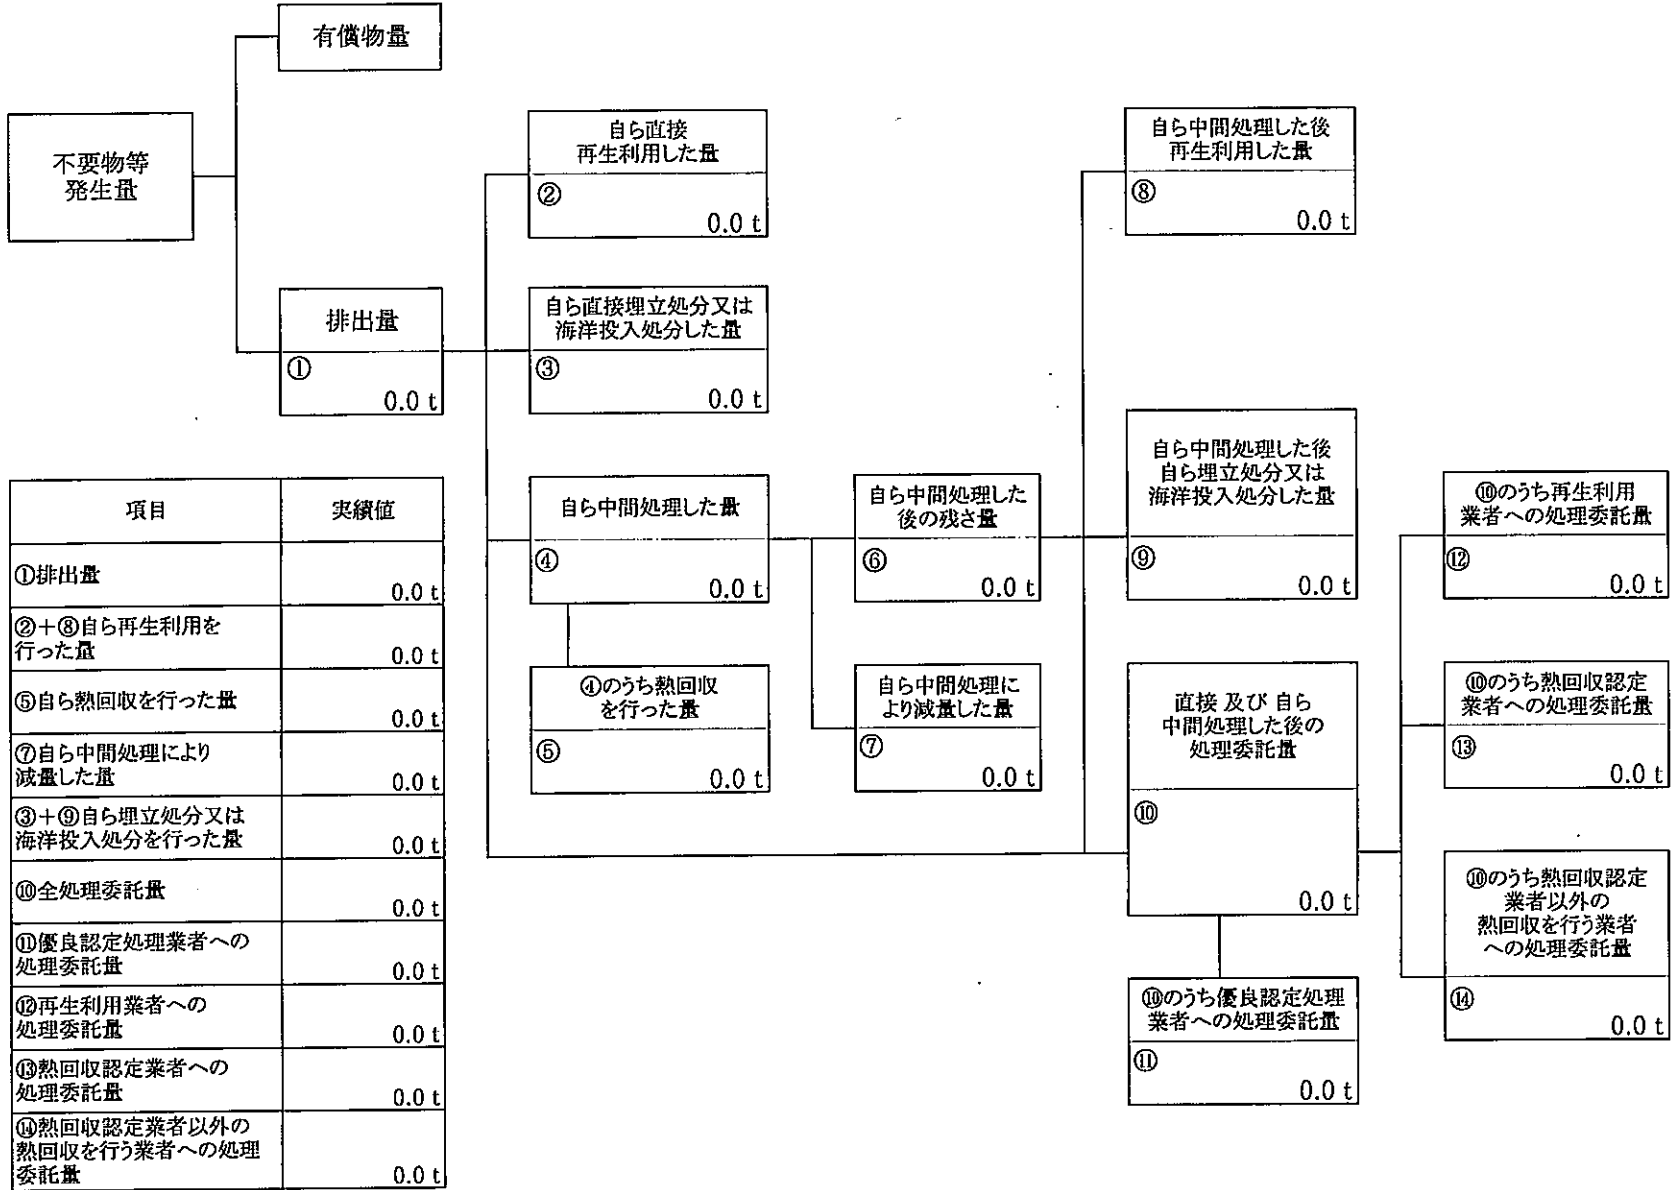 有償物量
不要物等
発生量
排出量
①
0.0 t
自ら直接
再生利用した量
②
0.0 t
自ら直接埋立処分又は
海洋投入処分した量
③
0.0 t
自ら中間処理した量
④
0.0 t
④のうち熱回収
を行った量
⑤
0.0 t
自ら中間処理した
後の残さ量
⑥
0.0 t
自ら中間処理に
より減量した量
⑦
0.0 t
自ら中間処理した後
再生利用した量
⑧
0.0 t
自ら中間処理した後
自ら埋立処分又は
海洋投入処分した量
⑨
0.0 t
直接 及び 自ら
中間処理した後の
処理委託量
⑩
0.0 t
⑩のうち優良認定処理
業者への処理委託量
⑪
0.0 t
⑩のうち再生利用
業者への処理委託量
⑫
0.0 t
⑩のうち熱回収認定
業者への処理委託量
⑬
0.0 t
⑩のうち熱回収認定
業者以外の
熱回収を行う業者
への処理委託量
⑭
0.0 t
項目 実績値
①排出量
0.0 t
②+⑧自ら再生利用を
行った量 0.0 t
⑤自ら熱回収を行った量
0.0 t
⑦自ら中間処理により
減量した量 0.0 t
③+⑨自ら埋立処分又は
海洋投入処分を行った量 0.0 t
⑩全処理委託量
0.0 t
⑪優良認定処理業者への
処理委託量 0.0 t
⑫再生利用業者への
処理委託量 0.0 t
⑬熱回収認定業者への
処理委託量 0.0 t
⑭熱回収認定業者以外の
熱回収を行う業者への処理
委託量 0.0 t